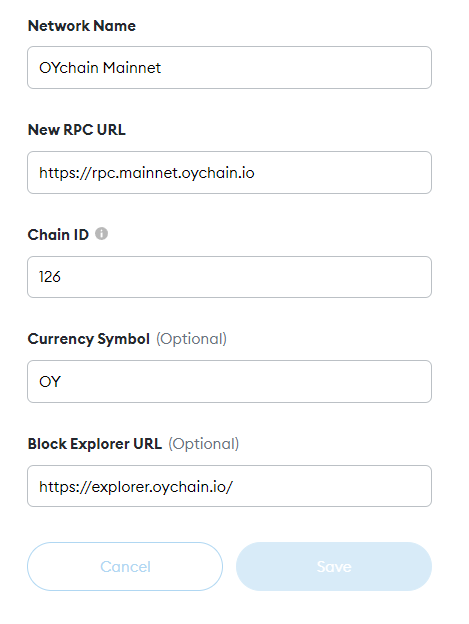 Network Name
OYchain Mainnet
New RPC URL
https://rpc.mainnet.oychain.io
Chain ID
126
Currency Symbol (Optional)
OY
Block Explorer URL (Optional)
https://explorer.oychain.io/
Cancel Save